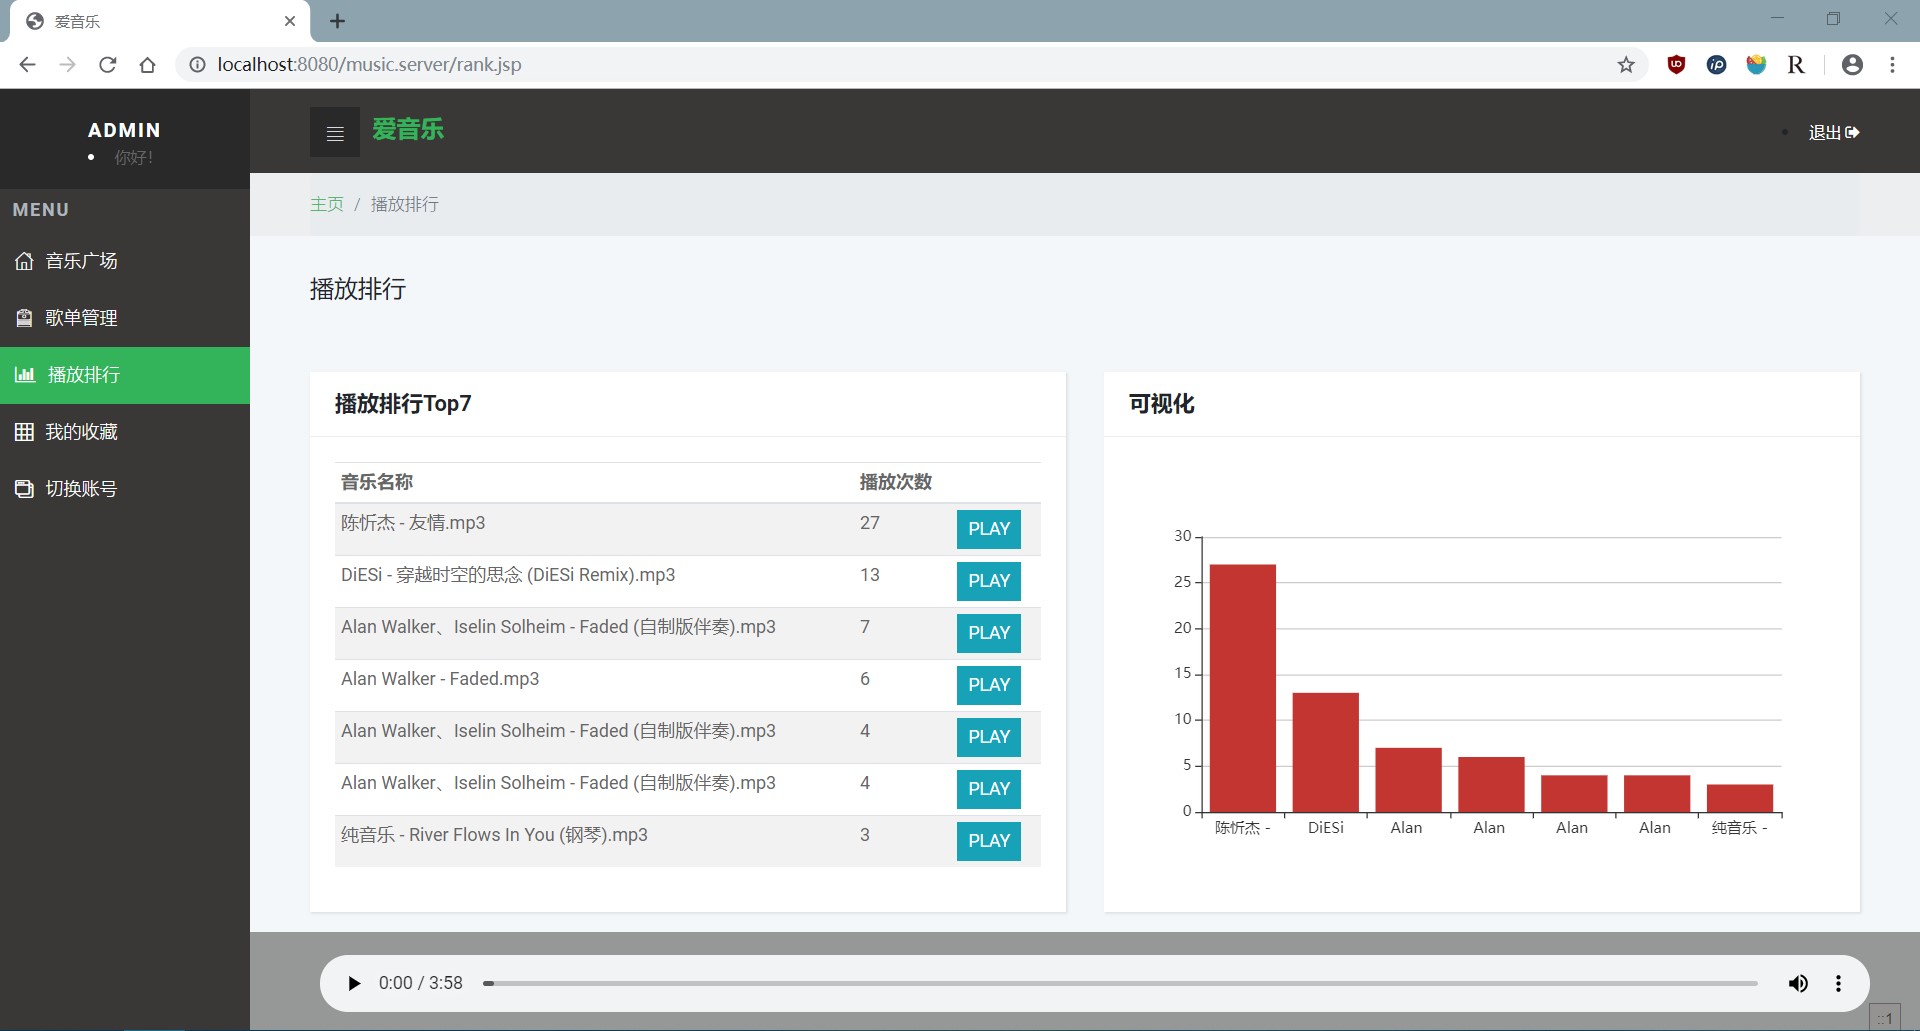 爱音乐
localhost:8080/music.server/rank.jsp
ADMIN
你好!
爱音乐
退出
MENU
音乐广场
歌单管理
播放排行
我的收藏
切换账号
主页 / 播放排行
播放排行
播放排行Top7
音乐名称 播放次数
陈忻杰 - 友情.mp3 27 PLAY
DiESi - 穿越时空的思念 (DiESi Remix).mp3 13 PLAY
Alan Walker、Iselin Solheim - Faded (自制版伴奏).mp3 7 PLAY
Alan Walker - Faded.mp3 6 PLAY
Alan Walker、Iselin Solheim - Faded (自制版伴奏).mp3 4 PLAY
Alan Walker、Iselin Solheim - Faded (自制版伴奏).mp3 4 PLAY
纯音乐 - River Flows In You (钢琴).mp3 3 PLAY
可视化
30
25
20
15
10
5
0
陈忻杰 - DiESi Alan Alan Alan Alan 纯音乐 -
0:00 / 3:58
::1